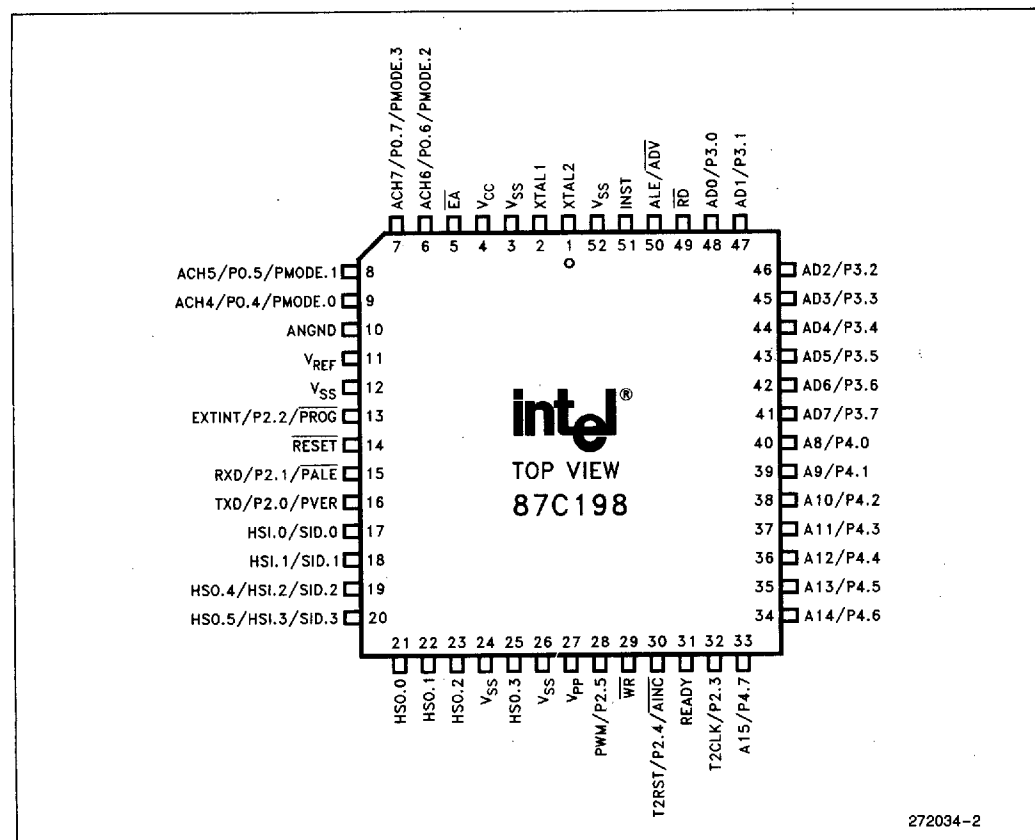 ACH7/P0.7/PMODE.3
ACH6/P0.6/PMODE.2
E̅A̅
VCC
VSS
XTAL1
XTAL2
VSS
INST
ALE/A̅D̅V̅
R̅D̅
AD0/P3.0
AD1/P3.1
7 6 5 4 3 2 1 52 51 50 49 48 47
ACH5/P0.5/PMODE.1 8
ACH4/P0.4/PMODE.0 9
ANGND 10
VREF 11
VSS 12
EXTINT/P2.2/P̅R̅O̅G̅ 13
R̅E̅S̅E̅T̅ 14
RXD/P2.1/P̅A̅L̅E̅ 15
TXD/P2.0/PVER 16
HSI.0/SID.0 17
HSI.1/SID.1 18
HSO.4/HSI.2/SID.2 19
HSO.5/HSI.3/SID.3 20
intel®
TOP VIEW
87C198
46 AD2/P3.2
45 AD3/P3.3
44 AD4/P3.4
43 AD5/P3.5
42 AD6/P3.6
41 AD7/P3.7
40 A8/P4.0
39 A9/P4.1
38 A10/P4.2
37 A11/P4.3
36 A12/P4.4
35 A13/P4.5
34 A14/P4.6
21 22 23 24 25 26 27 28 29 30 31 32 33
HSO.0
HSO.1
HSO.2
VSS
HSO.3
VSS
VPP
PWM/P2.5
W̅R̅
T2RST/P2.4/A̅I̅N̅C̅
READY
T2CLK/P2.3
A15/P4.7
272034-2